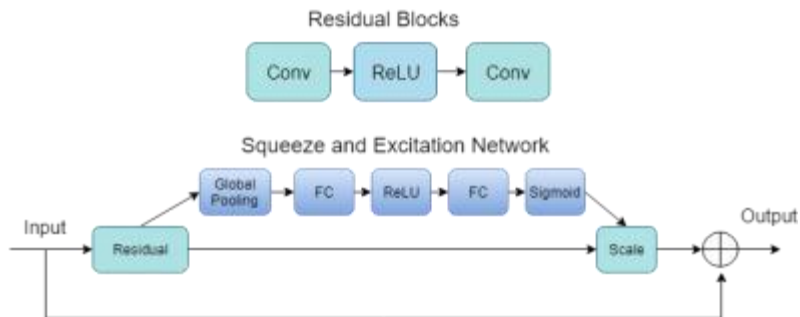 Residual Blocks
Conv
ReLU
Conv
Squeeze and Excitation Network
Global
Pooling
FC
ReLU
FC
Sigmoid
Input
Output
Residual
Scale